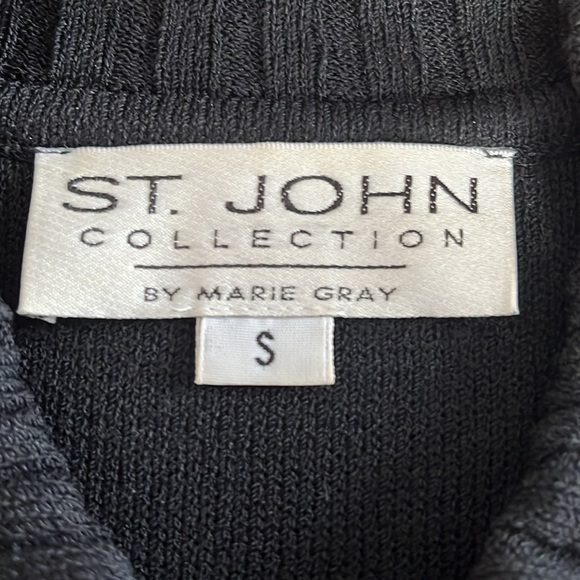 ST. JOHN
COLLECTION
BY MARIE GRAY
S